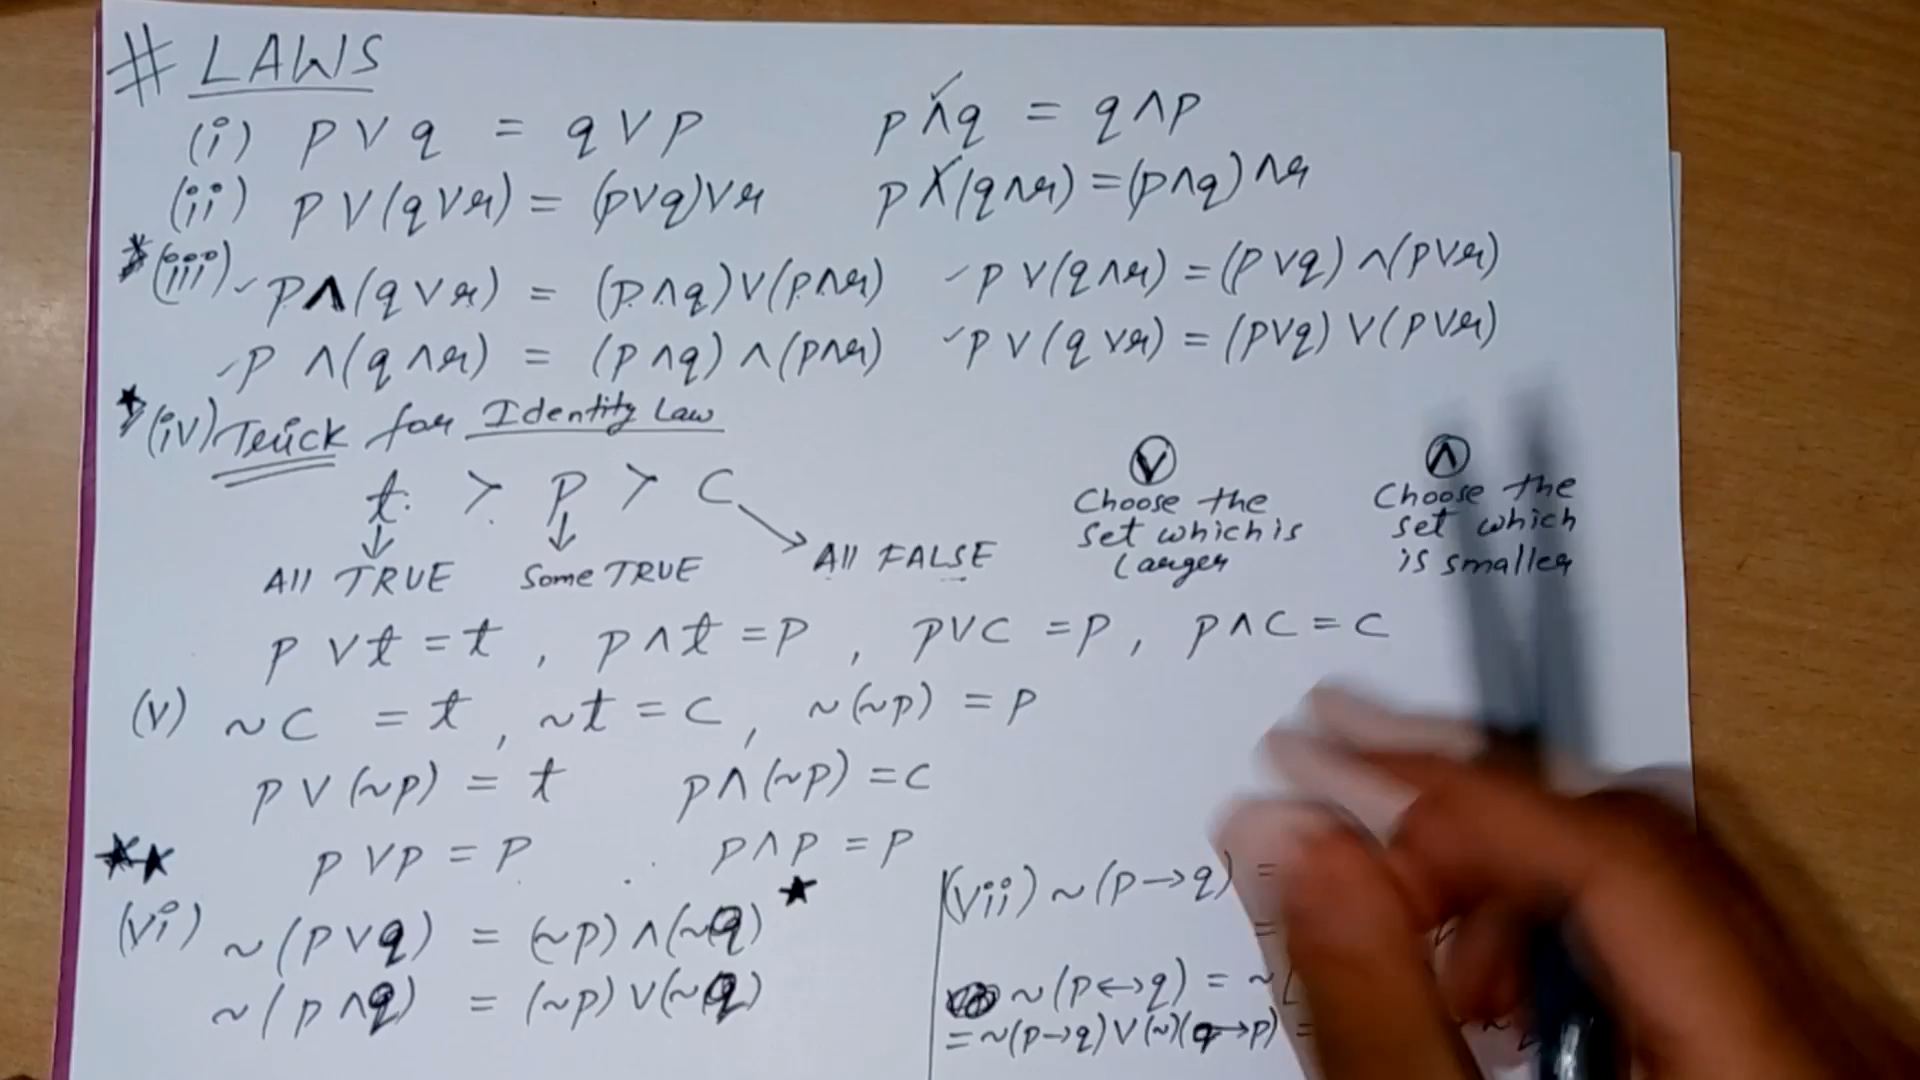 # LAWS
(i) p ∨ q = q ∨ p p ∧ q = q ∧ p
(ii) p ∨ (q ∨ r) = (p ∨ q) ∨ r p ∧ (q ∧ r) = (p ∧ q) ∧ r
(iii) p ∧ (q ∨ r) = (p ∧ q) ∨ (p ∧ r) p ∨ (q ∧ r) = (p ∨ q) ∧ (p ∨ r)
p ∧ (q ∧ r) = (p ∧ q) ∧ (p ∧ r) p ∨ (q ∨ r) = (p ∨ q) ∨ (p ∨ r)
(iv) Trick for Identity Law
t > p > c
All TRUE Some TRUE All FALSE
∨
Choose the
set which is
larger
∧
Choose the
set which
is smaller
p ∨ t = t , p ∧ t = p , p ∨ c = p , p ∧ c = c
(v) ~c = t , ~t = c , ~(~p) = p
p ∨ (~p) = t p ∧ (~p) = c
p ∨ p = p p ∧ p = p
(vi) ~(p ∨ q) = (~p) ∧ (~q)
~(p ∧ q) = (~p) ∨ (~q)
(vii) ~(p → q) =
=
~(p ↔ q) = ~[
= ~(p → q) ∨ (~)(q → p) =